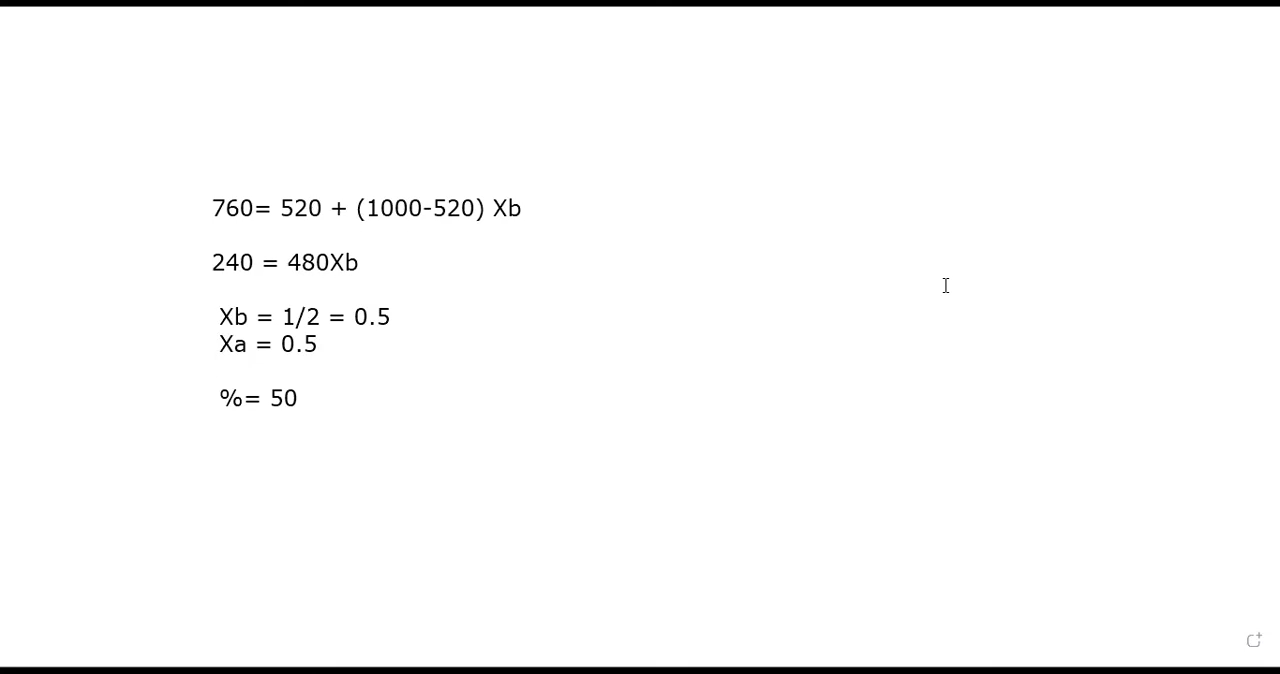 760= 520 + (1000-520) Xb
240 = 480Xb
Xb = 1/2 = 0.5
Xa = 0.5
%= 50